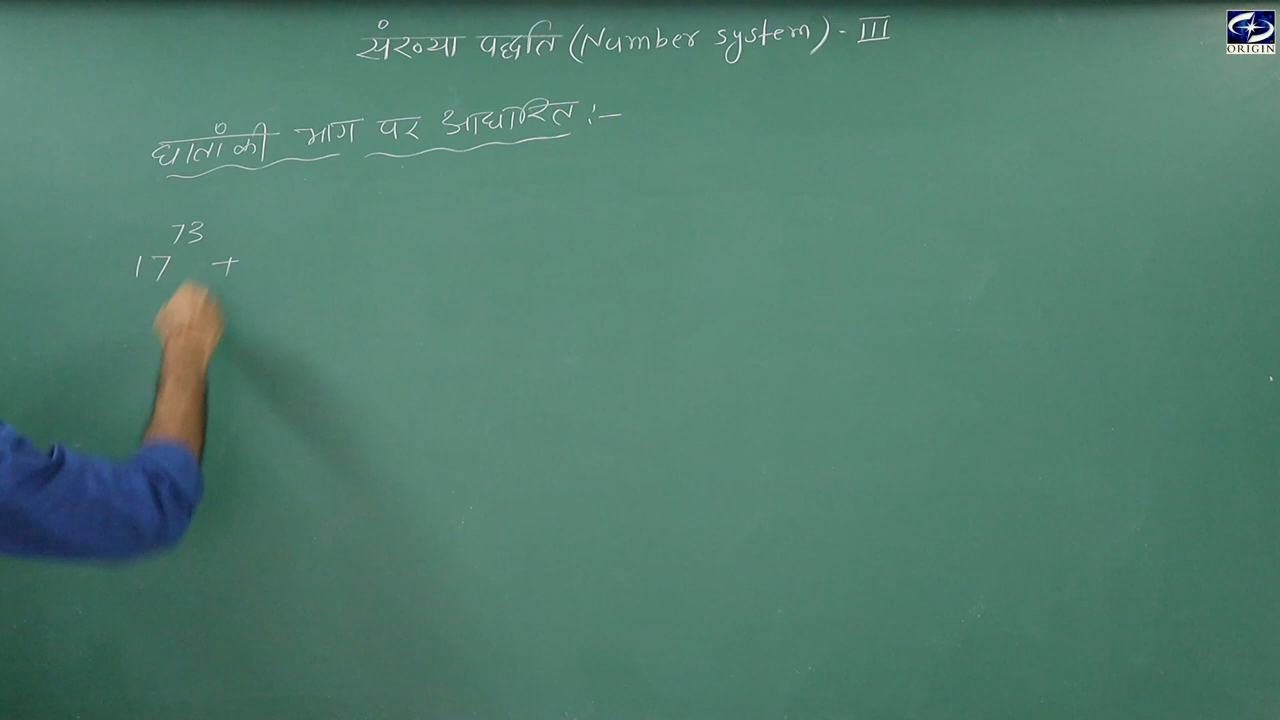 संख्या पद्धति (Number system) - III
ORIGIN
घातांकी भाग पर आधारित :-
17^73 +